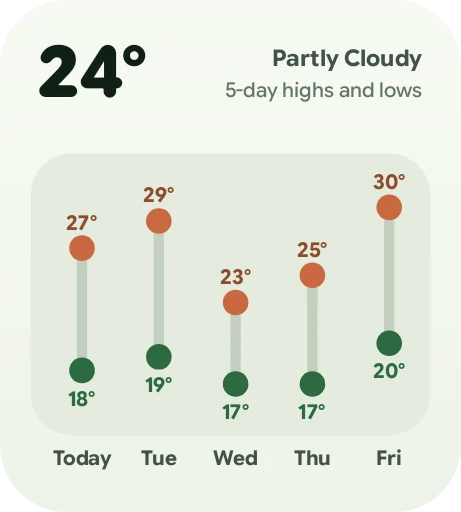 24°
Partly Cloudy
5-day highs and lows
27° 29° 23° 25° 30°
18° 19° 17° 17° 20°
Today Tue Wed Thu Fri